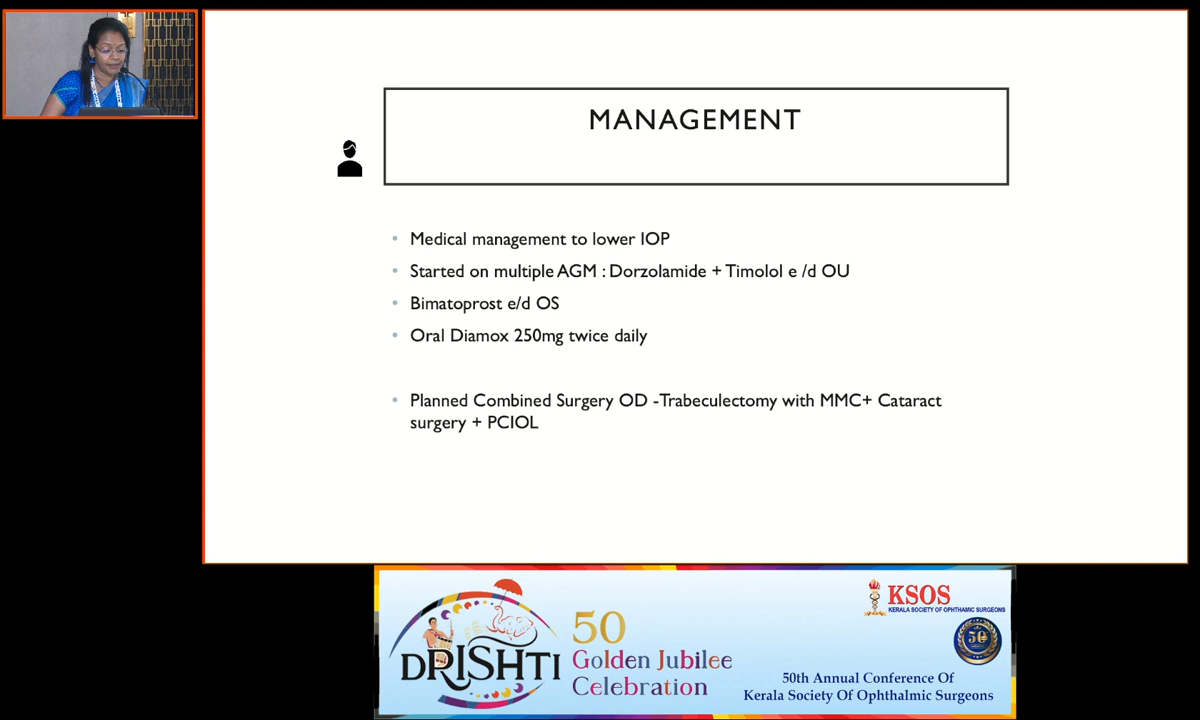 MANAGEMENT
Medical management to lower IOP
Started on multiple AGM : Dorzolamide + Timolol e /d OU
Bimatoprost e/d OS
Oral Diamox 250mg twice daily
Planned Combined Surgery OD -Trabeculectomy with MMC+ Cataract
surgery + PCIOL
DRISHTI
50
Golden Jubilee
Celebration
KSOS
KERALA SOCIETY OF OPHTHAMIC SURGEONS
50
50th Annual Conference Of
Kerala Society Of Ophthalmic Surgeons